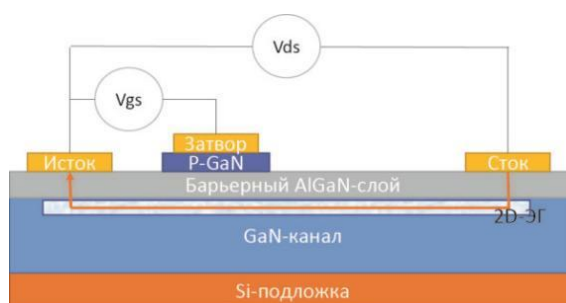 Vds
Vgs
Затвор
Исток
P-GaN
Сток
Барьерный AlGaN-слой
2D-ЭГ
GaN-канал
Si-подложка